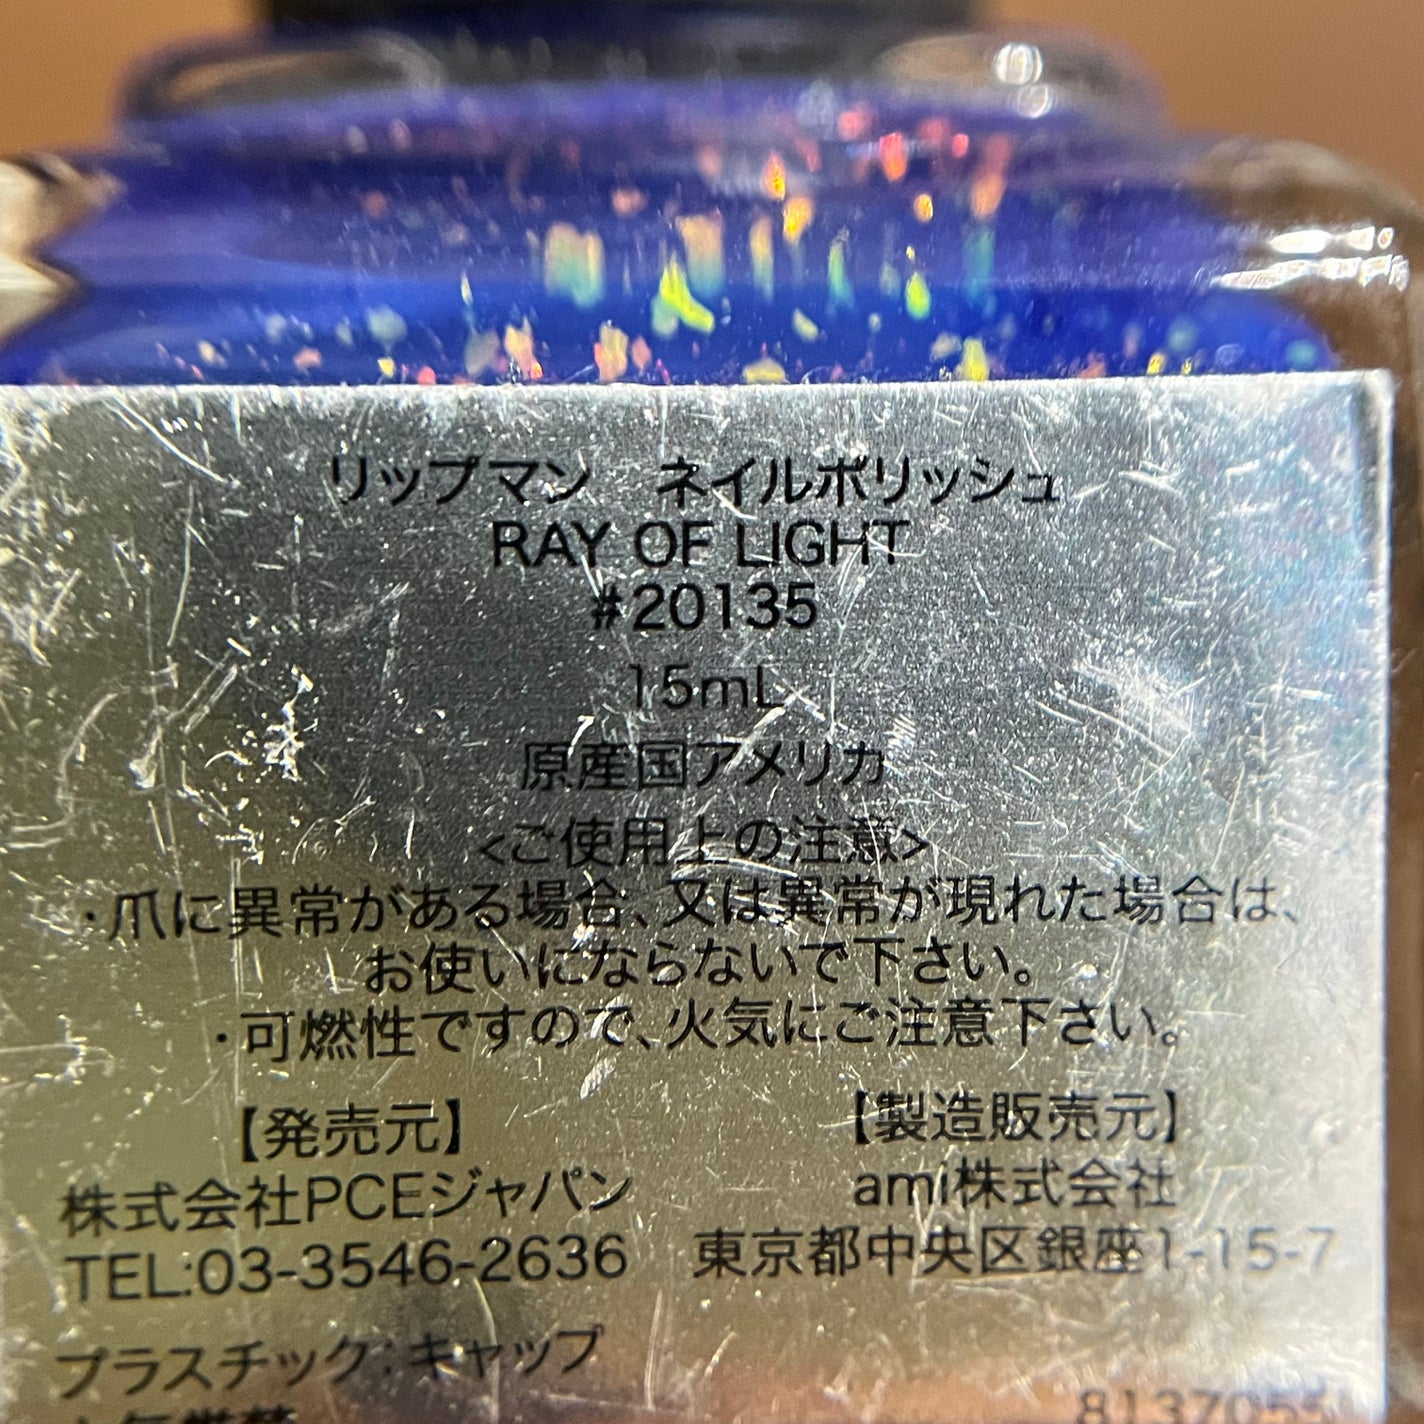 リップマン ネイルポリッシュ
RAY OF LIGHT
#20135
15mL
原産国アメリカ
<ご使用上の注意>
・爪に異常がある場合、又は異常が現れた場合は、
お使いにならないで下さい。
・可燃性ですので、火気にご注意下さい。
【発売元】
株式会社PCEジャパン
TEL:03-3546-2636
【製造販売元】
ami株式会社
東京都中央区銀座1-15-7
プラスチック:キャップ